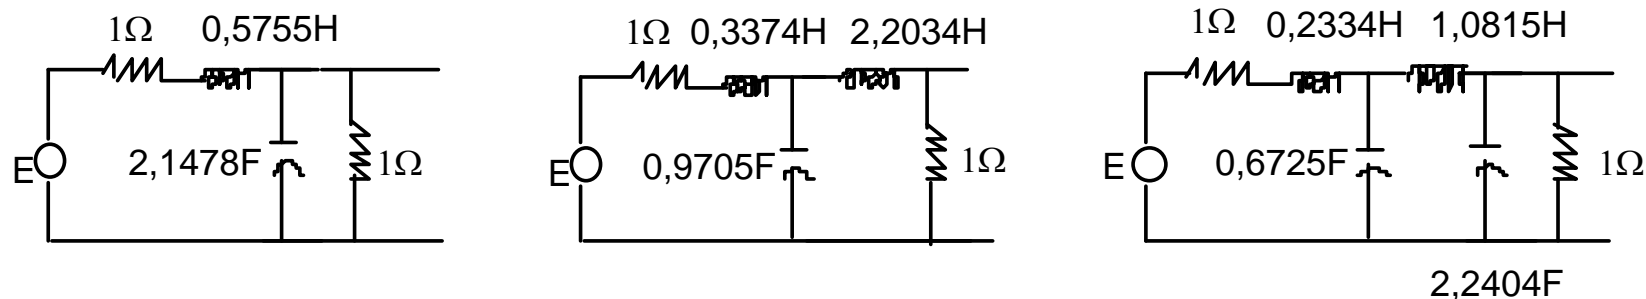 1Ω 0,5755H
E 2,1478F 1Ω
1Ω 0,3374H 2,2034H
E 0,9705F 1Ω
1Ω 0,2334H 1,0815H
E 0,6725F 1Ω
2,2404F